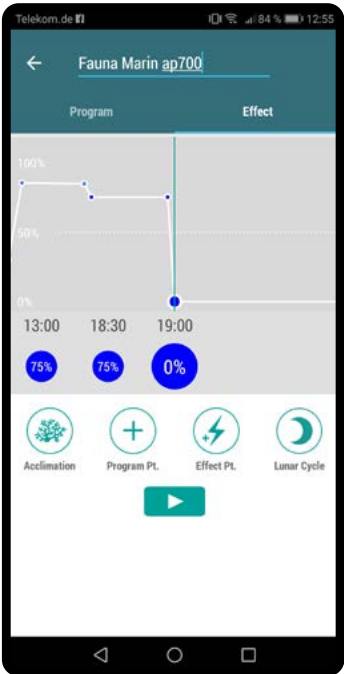 Telekom.de 84 % 12:55
Fauna Marin ap700
Program Effect
100%
50%
0%
13:00 18:30 19:00
75% 75% 0%
Acclimation Program Pt. Effect Pt. Lunar Cycle